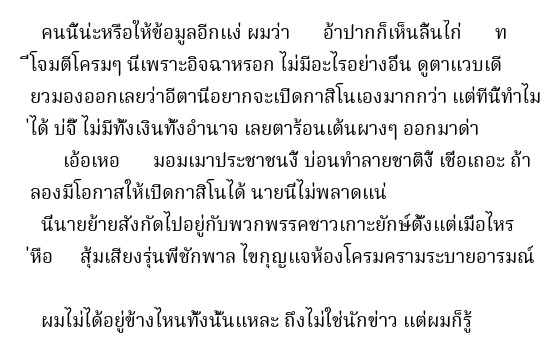 คนนี้น่ะหรือให้ข้อมูลอีกแง่ ผมว่า อ้าปากก็เห็นลิ้นไก่ ท
ี่โจมตีโครมๆ นี่เพราะอิจฉาหรอก ไม่มีอะไรอย่างอื่น ดูตาแวบเดี
ยวมองออกเลยว่าอีตานี่อยากจะเปิดกาสิโนเองมากกว่า แต่ทีนี้ทำไม
่ได้ บ่จี๊ ไม่มีทั้งเงินทั้งอำนาจ เลยตาร้อนเต้นผางๆ ออกมาด่า
เอ้อเหอ มอมเมาประชาชนงี้ บ่อนทำลายชาติงี้ เชื่อเถอะ ถ้า
ลองมีโอกาสให้เปิดกาสิโนได้ นายนี่ไม่พลาดแน่
นี่นายย้ายสังกัดไปอยู่กับพวกพรรคชาวเกาะยักษ์ตั้งแต่เมื่อไหร
่หือ สุ้มเสียงรุ่นพี่ชักพาล ไขกุญแจห้องโครมครามระบายอารมณ์
ผมไม่ได้อยู่ข้างไหนทั้งนั้นแหละ ถึงไม่ใช่นักข่าว แต่ผมก็รู้